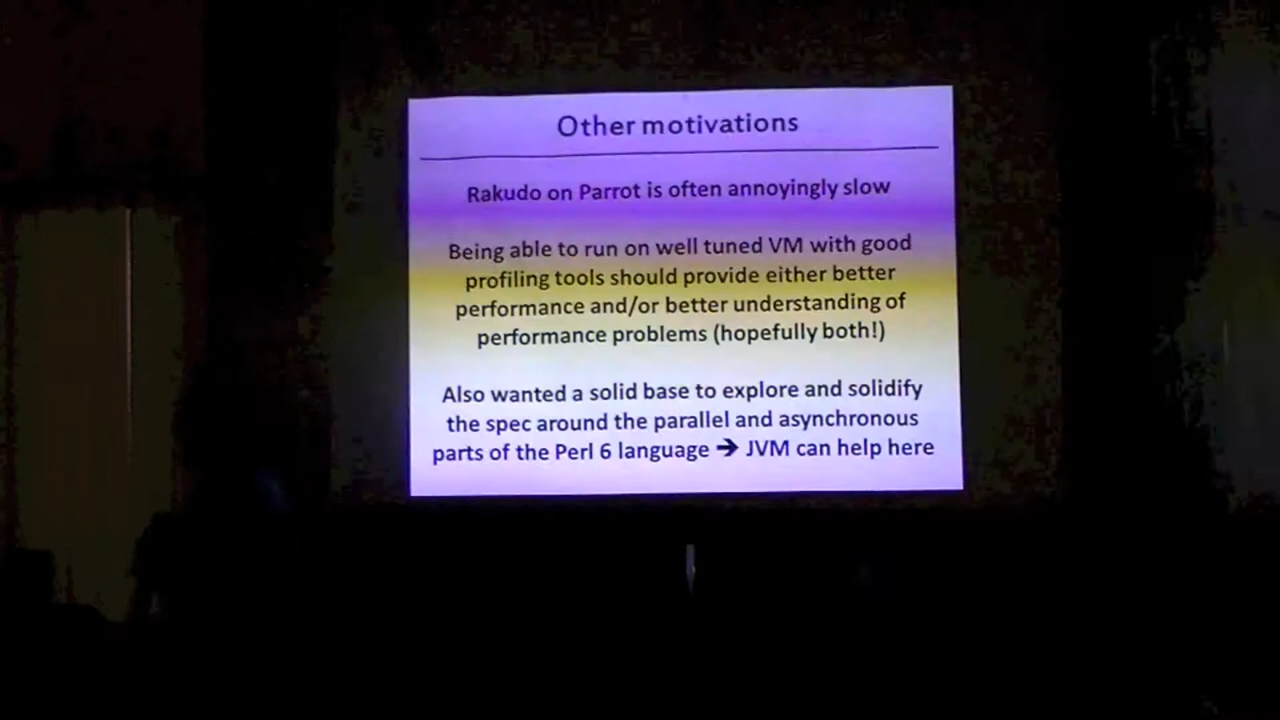 Other motivations
Rakudo on Parrot is often annoyingly slow
Being able to run on well tuned VM with good
profiling tools should provide either better
performance and/or better understanding of
performance problems (hopefully both!)
Also wanted a solid base to explore and solidify
the spec around the parallel and asynchronous
parts of the Perl 6 language ➔ JVM can help here